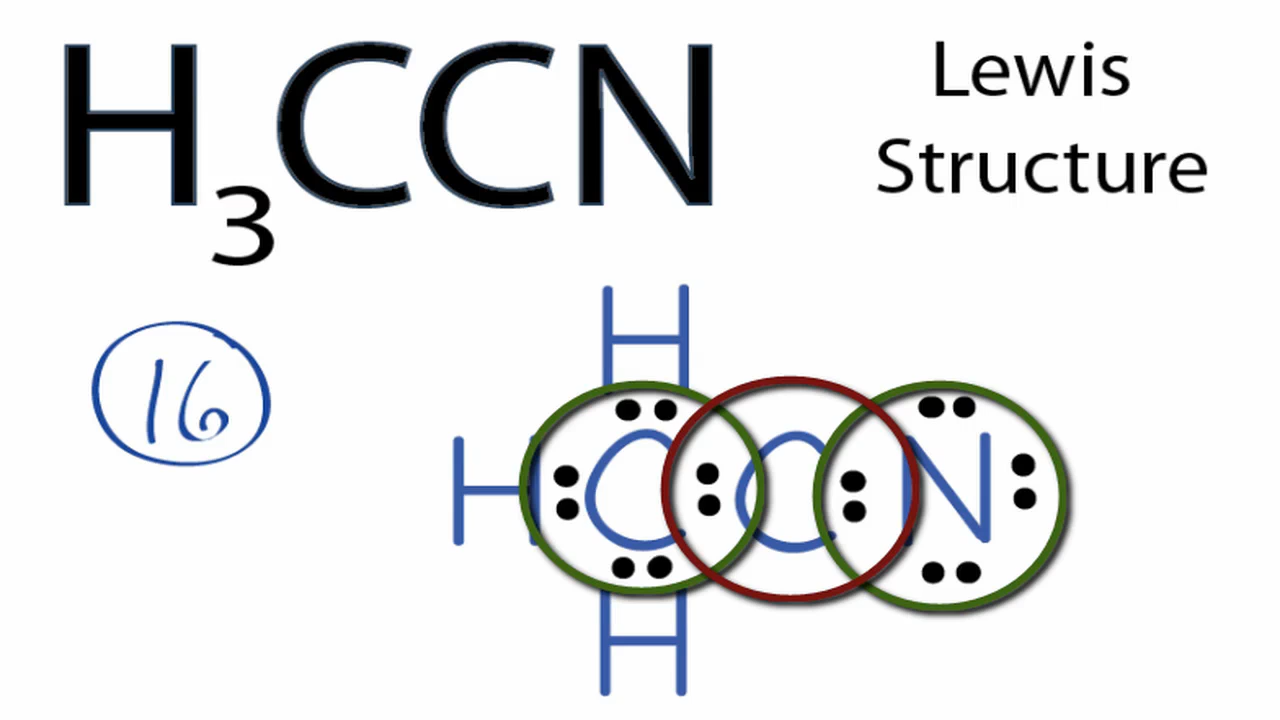 H₃CCN
Lewis
Structure
16
H
H C C N
H